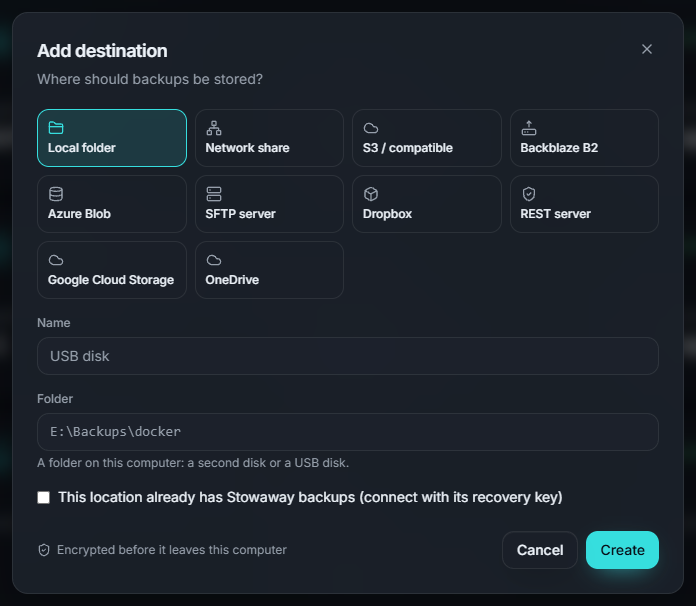 Add destination
Where should backups be stored?
Local folder
Network share
S3 / compatible
Backblaze B2
Azure Blob
SFTP server
Dropbox
REST server
Google Cloud Storage
OneDrive
Name
USB disk
Folder
E:\Backups\docker
A folder on this computer: a second disk or a USB disk.
This location already has Stowaway backups (connect with its recovery key)
Encrypted before it leaves this computer
Cancel
Create